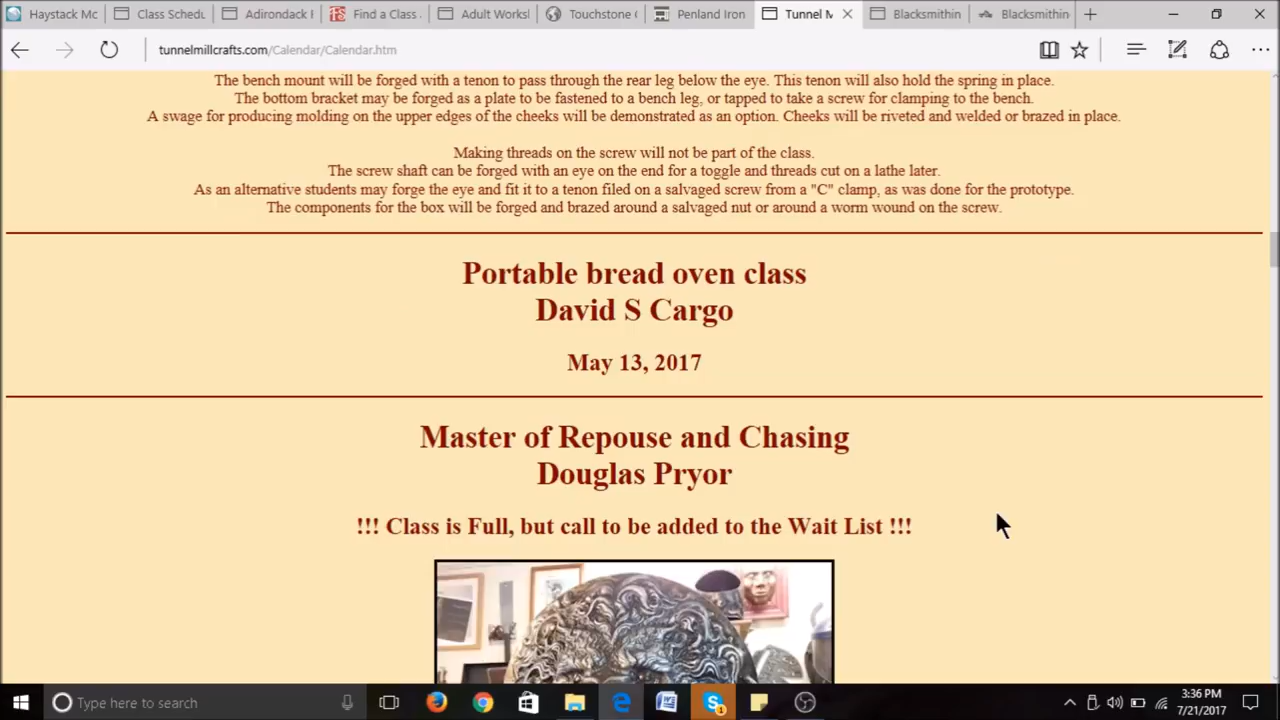 Haystack Mc
Class Schedu
Adirondack I
Find a Class
Adult Works
Touchstone
Penland Iron
Tunnel M
Blacksmithin
Blacksmithin
tunnelmillcrafts.com/Calendar/Calendar.htm
The bench mount will be forged with a tenon to pass through the rear leg below the eye. This tenon will also hold the spring in place.
The bottom bracket may be forged as a plate to be fastened to a bench leg, or tapped to take a screw for clamping to the bench.
A swage for producing molding on the upper edges of the cheeks will be demonstrated as an option. Cheeks will be riveted and welded or brazed in place.
Making threads on the screw will not be part of the class.
The screw shaft can be forged with an eye on the end for a toggle and threads cut on a lathe later.
As an alternative students may forge the eye and fit it to a tenon filed on a salvaged screw from a "C" clamp, as was done for the prototype.
The components for the box will be forged and brazed around a salvaged nut or around a worm wound on the screw.
Portable bread oven class
David S Cargo
May 13, 2017
Master of Repouse and Chasing
Douglas Pryor
!!! Class is Full, but call to be added to the Wait List !!!
Type here to search
3:36 PM
7/21/2017